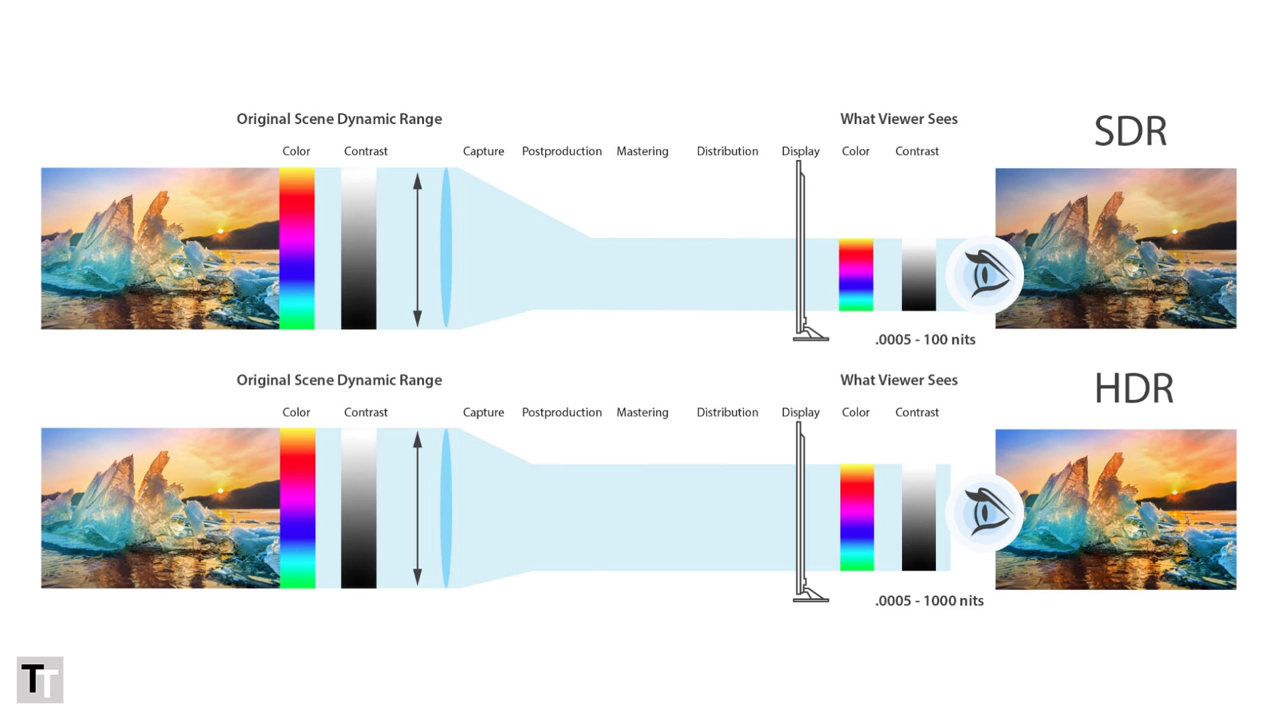 Original Scene Dynamic Range
What Viewer Sees
SDR
Color Contrast Capture Postproduction Mastering Distribution Display Color Contrast
.0005 - 100 nits
Original Scene Dynamic Range
What Viewer Sees
HDR
Color Contrast Capture Postproduction Mastering Distribution Display Color Contrast
.0005 - 1000 nits
TT